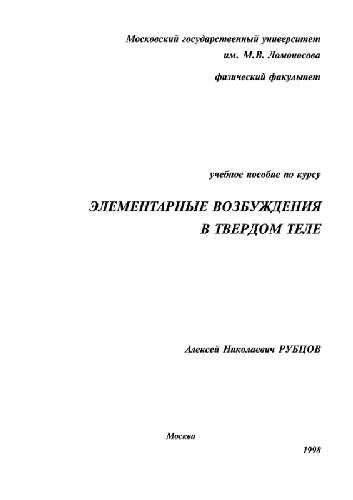 Московский государственный университет
им. М.В. Ломоносова
физический факультет
учебное пособие по курсу
ЭЛЕМЕНТАРНЫЕ ВОЗБУЖДЕНИЯ
В ТВЕРДОМ ТЕЛЕ
Алексей Николаевич РУБЦОВ
Москва
1998